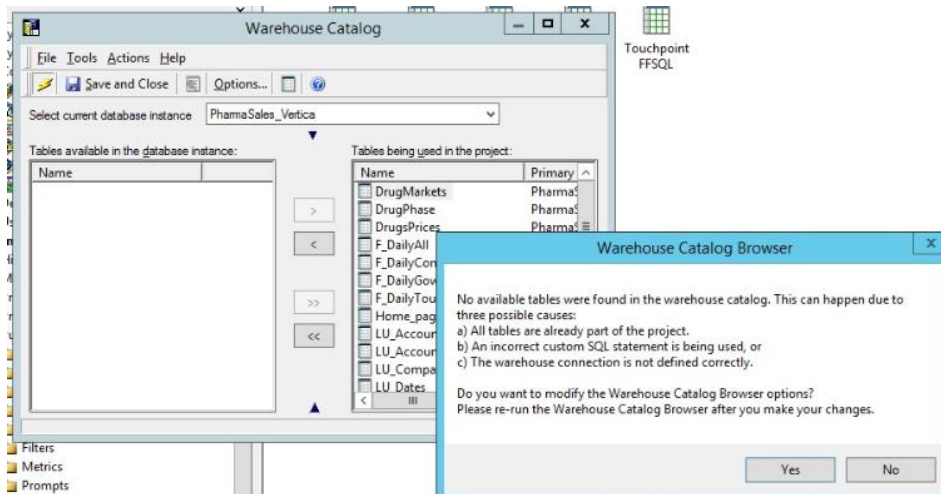 Warehouse Catalog
Touchpoint
FFSQL
File Tools Actions Help
Save and Close Options...
Select current database instance PharmaSales_Vertica
Tables available in the database instance:
Name
Tables being used in the project:
Name Primary
> 
DrugMarkets PharmaS
DrugPhase PharmaS
DrugsPrices PharmaS
<
F_DailyAll
F_DailyCon
F_DailyGov
>>
F_DailyTou
Home_pag
<<
LU_Accour
LU_Accour
LU_Compa
LU_Dates
Warehouse Catalog Browser
No available tables were found in the warehouse catalog. This can happen due to
three possible causes:
a) All tables are already part of the project.
b) An incorrect custom SQL statement is being used, or
c) The warehouse connection is not defined correctly.
Do you want to modify the Warehouse Catalog Browser options?
Please re-run the Warehouse Catalog Browser after you make your changes.
Yes No
Filters
Metrics
Prompts